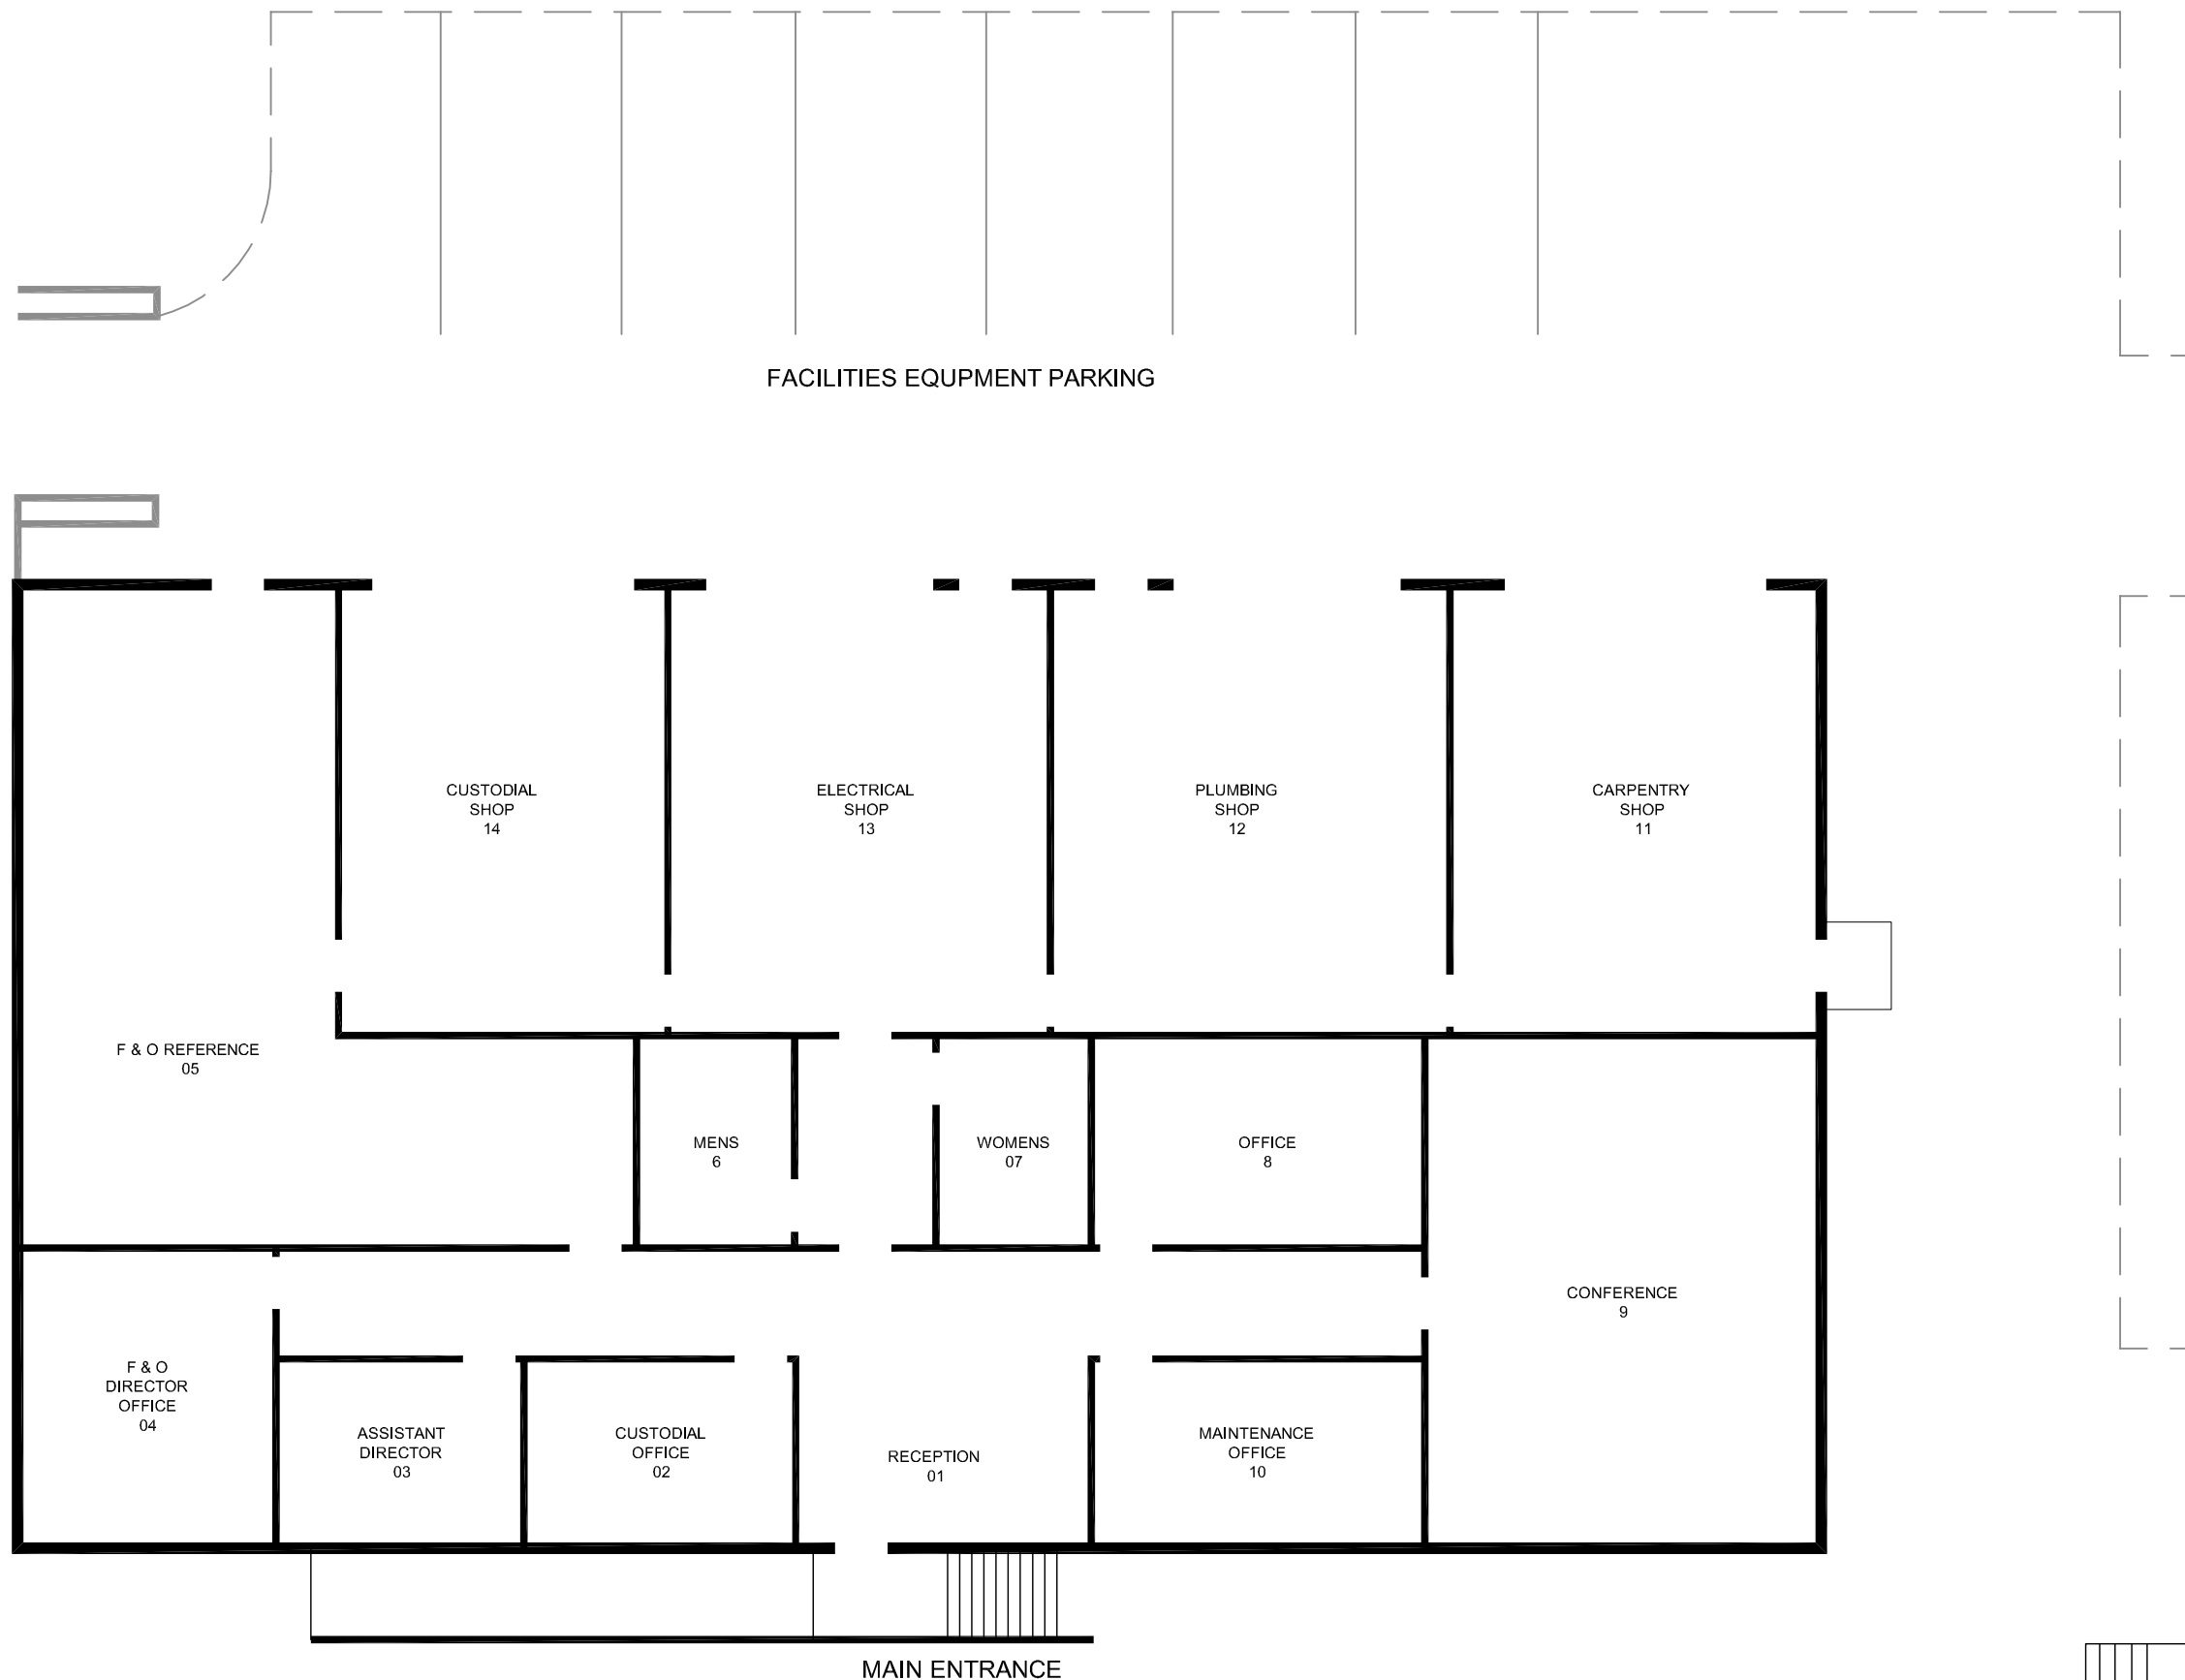 FACILITIES EQUPMENT PARKING
CUSTODIAL
SHOP
14
ELECTRICAL
SHOP
13
PLUMBING
SHOP
12
CARPENTRY
SHOP
11
F & O REFERENCE
05
MENS
6
WOMENS
07
OFFICE
8
CONFERENCE
9
F & O
DIRECTOR
OFFICE
04
ASSISTANT
DIRECTOR
03
CUSTODIAL
OFFICE
02
RECEPTION
01
MAINTENANCE
OFFICE
10
MAIN ENTRANCE